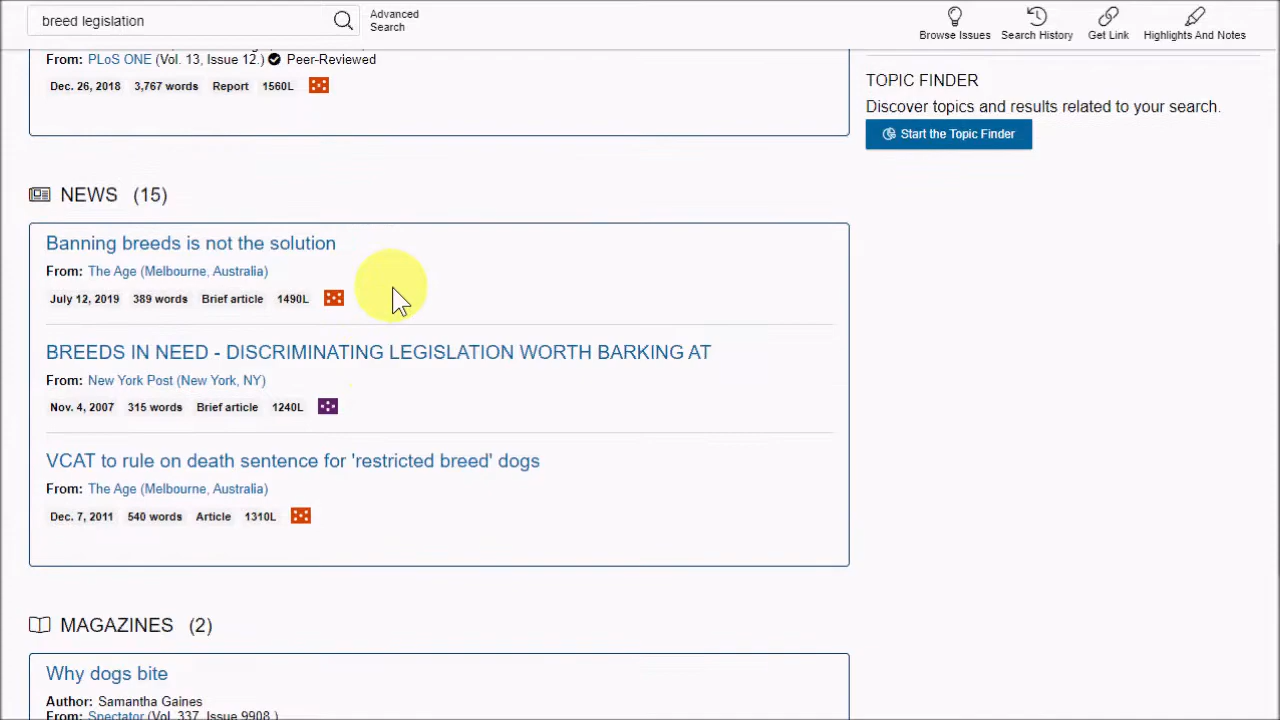 breed legislation
Advanced
Search
Browse Issues
Search History
Get Link
Highlights And Notes
From: PLoS ONE (Vol. 13, Issue 12.) Peer-Reviewed
Dec. 26, 2018 3,767 words Report 1560L
TOPIC FINDER
Discover topics and results related to your search.
Start the Topic Finder
NEWS (15)
Banning breeds is not the solution
From: The Age (Melbourne, Australia)
July 12, 2019 389 words Brief article 1490L
BREEDS IN NEED - DISCRIMINATING LEGISLATION WORTH BARKING AT
From: New York Post (New York, NY)
Nov. 4, 2007 315 words Brief article 1240L
VCAT to rule on death sentence for 'restricted breed' dogs
From: The Age (Melbourne, Australia)
Dec. 7, 2011 540 words Article 1310L
MAGAZINES (2)
Why dogs bite
Author: Samantha Gaines
From: Spectator (Vol. 337, Issue 9908.)